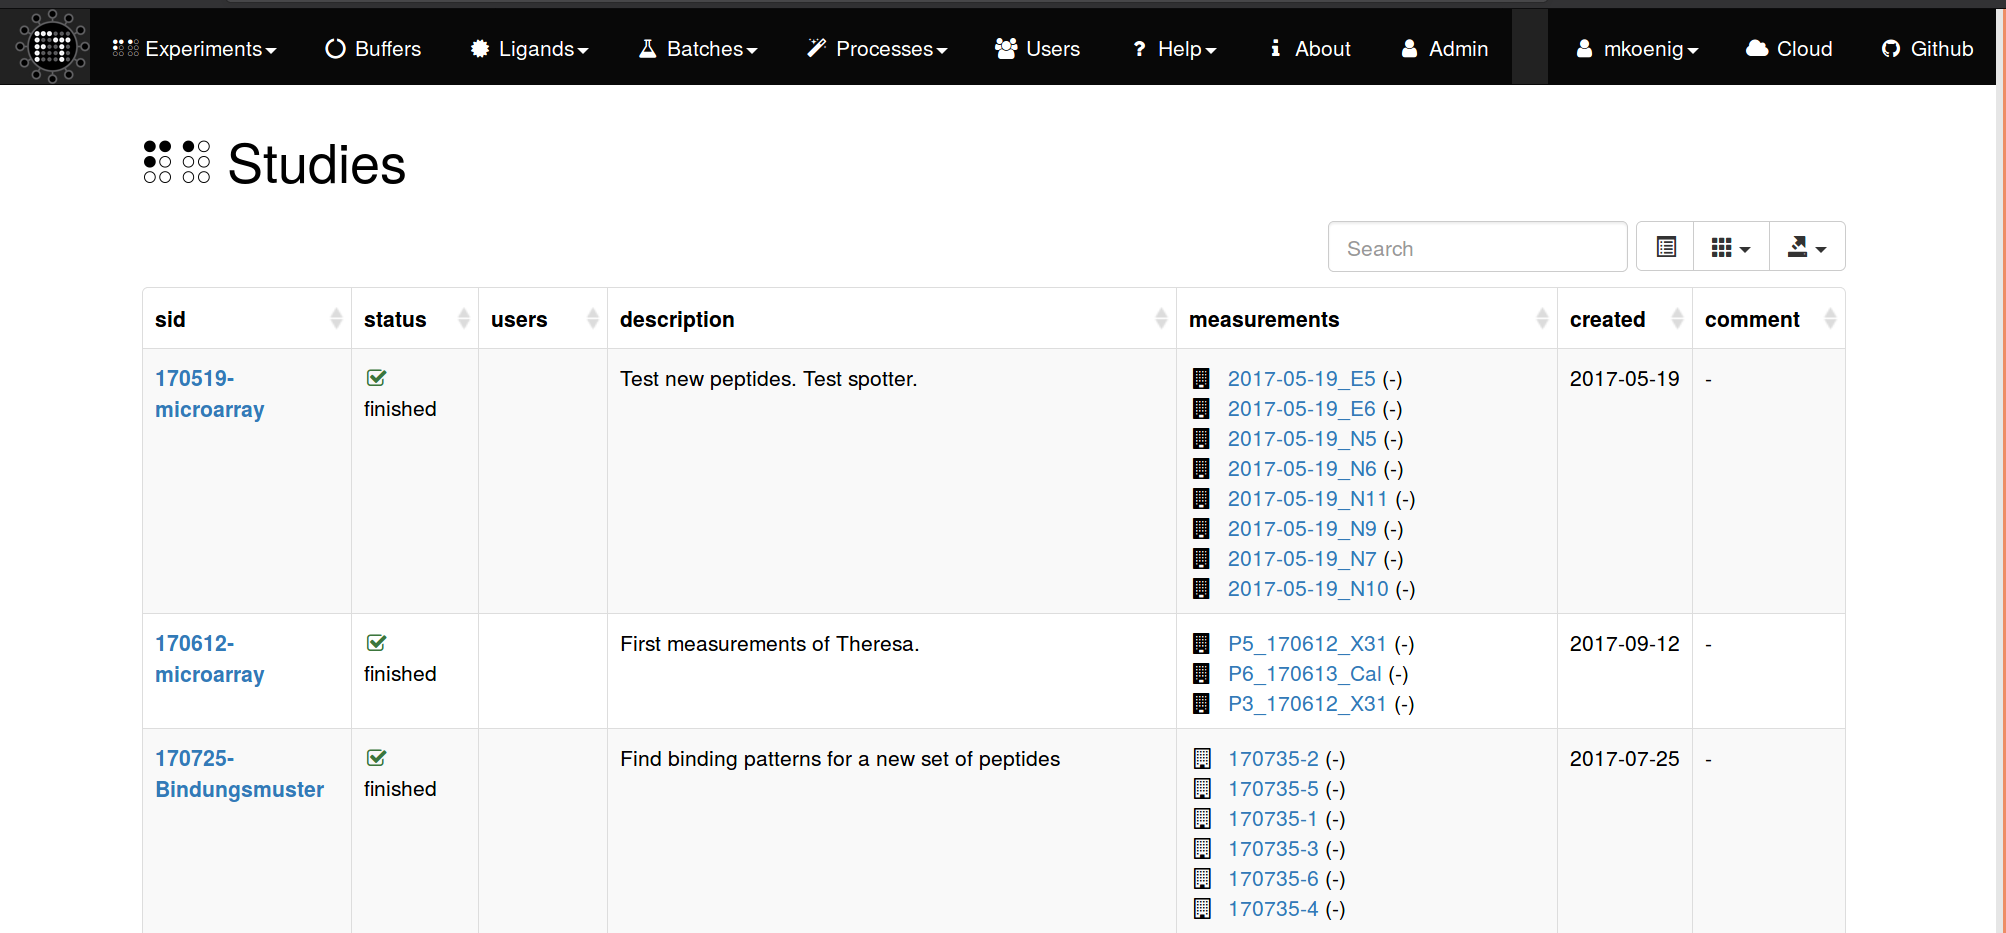 Experiments Buffers Ligands Batches Processes Users ? Help About Admin mkoenig Cloud Github
Studies
Search
sid status users description measurements created comment
170519-microarray finished Test new peptides. Test spotter. 2017-05-19_E5 (-) 2017-05-19 -
2017-05-19_E6 (-)
2017-05-19_N5 (-)
2017-05-19_N6 (-)
2017-05-19_N11 (-)
2017-05-19_N9 (-)
2017-05-19_N7 (-)
2017-05-19_N10 (-)
170612-microarray finished First measurements of Theresa. P5_170612_X31 (-) 2017-09-12 -
P6_170613_Cal (-)
P3_170612_X31 (-)
170725-Bindungsmuster finished Find binding patterns for a new set of peptides 170735-2 (-) 2017-07-25 -
170735-5 (-)
170735-1 (-)
170735-3 (-)
170735-6 (-)
170735-4 (-)